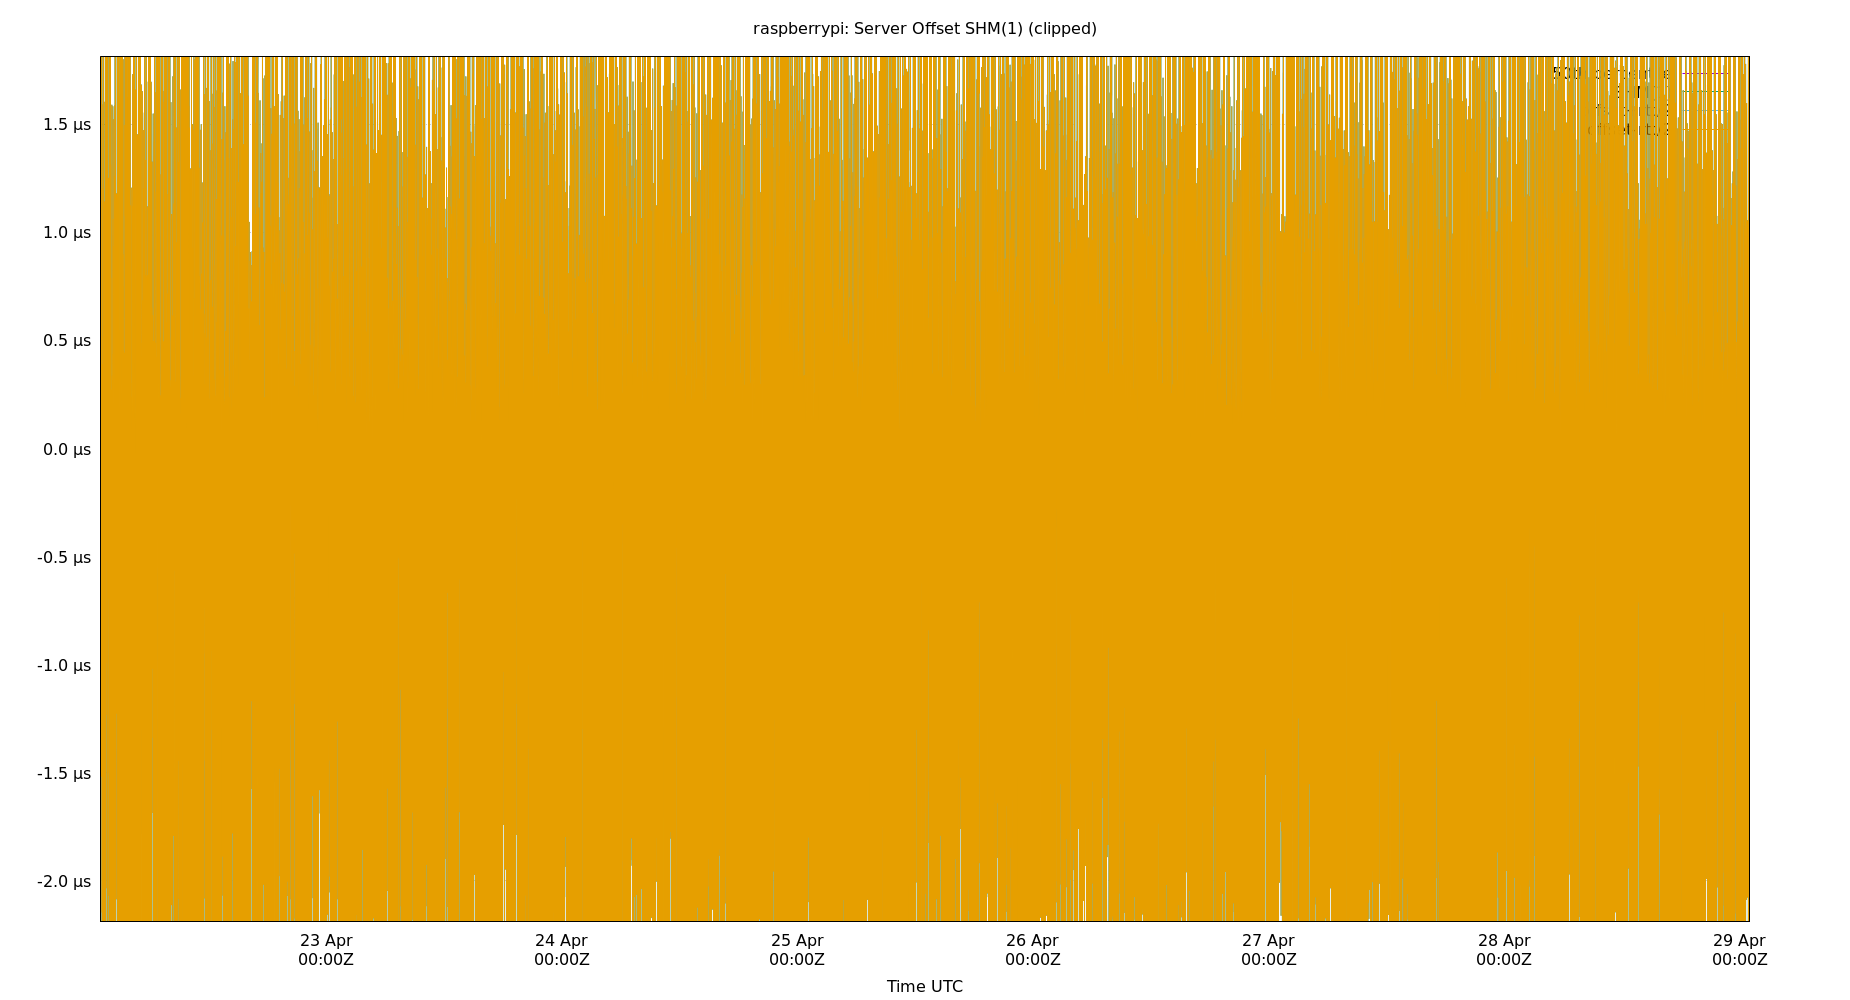 raspberrypi: Server Offset SHM(1) (clipped)
1.5 µs
1.0 µs
0.5 µs
0.0 µs
-0.5 µs
-1.0 µs
-1.5 µs
-2.0 µs
23 Apr 24 Apr 25 Apr 26 Apr 27 Apr 28 Apr 29 Apr
00:00Z 00:00Z 00:00Z 00:00Z 00:00Z 00:00Z 00:00Z
Time UTC